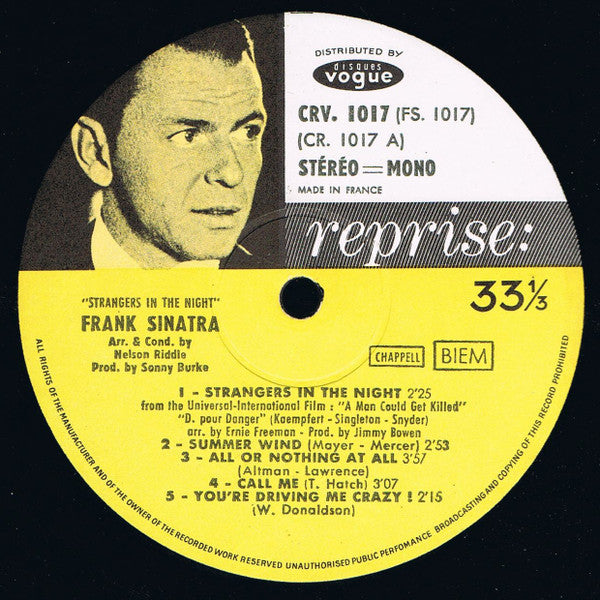 DISTRIBUTED BY
disques
vogue
CRV. 1017 (FS. 1017)
(CR. 1017 A)
STÉRÉO = MONO
MADE IN FRANCE
reprise:
33 1/3
"STRANGERS IN THE NIGHT"
FRANK SINATRA
Arr. & Cond. by
Nelson Riddle
Prod. by Sonny Burke
CHAPPELL BIEM
1 - STRANGERS IN THE NIGHT 2'25
from the Universal-International Film : "A Man Could Get Killed"
"D. pour Danger" (Kaempfert - Singleton - Snyder)
arr. by Ernie Freeman - Prod. by Jimmy Bowen
2 - SUMMER WIND (Mayer - Mercer) 2'53
3 - ALL OR NOTHING AT ALL 3'57
(Altman - Lawrence)
4 - CALL ME (T. Hatch) 3'07
5 - YOU'RE DRIVING ME CRAZY ! 2'15
(W. Donaldson)
ALL RIGHTS OF THE MANUFACTURER AND OF THE OWNER OF THE RECORDED WORK RESERVED UNAUTHORISED PUBLIC PERFOMANCE BROADCASTING AND COPYING OF THIS RECORD PROHIBITED